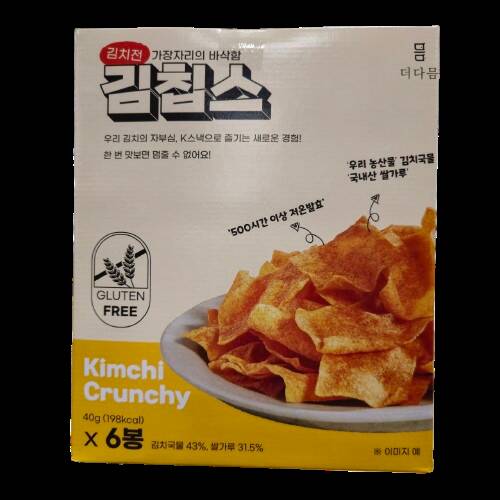 김치전 가장자리의 바삭함
김칩스
더다믐
우리 김치의 자부심, K스낵으로 즐기는 새로운 경험!
한 번 맛보면 멈출 수 없어요!
'우리 농산물' 김치국물
'국내산 쌀가루'
'500시간 이상 저온발효'
GLUTEN
FREE
Kimchi
Crunchy
40g (198kcal)
x 6봉 김치국물 43%, 쌀가루 31.5%
※ 이미지 예